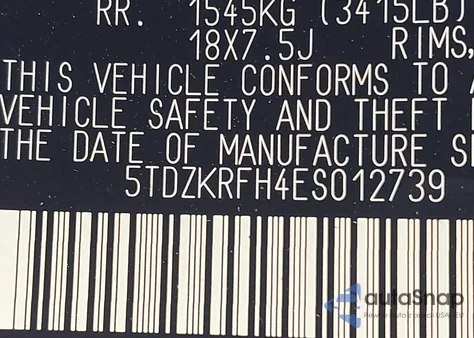 RR. 1545KG (3415LB)
18X7.5J RIMS,
THIS VEHICLE CONFORMS TO A
VEHICLE SAFETY AND THEFT
THE DATE OF MANUFACTURE S
5TDZKRFH4ES012739
autaSnap